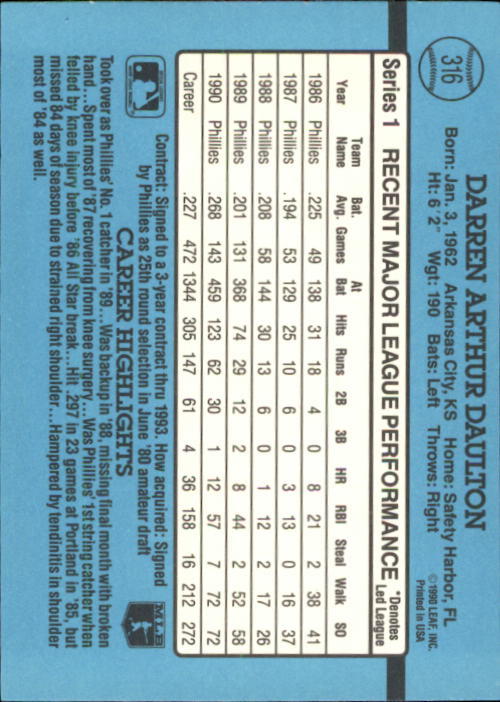 316
DARREN ARTHUR DAULTON
Born: Jan. 3, 1962 Arkansas City, KS Home: Safety Harbor, FL
Ht: 6'2" Wgt: 190 Bats: Left Throws: Right
©1990 LEAF, INC.
Printed in USA
Series 1 RECENT MAJOR LEAGUE PERFORMANCE *Denotes Led League
Year Team Name Bat. Avg. Games At Bat Hits Runs 2B 3B HR RBI Steal Walk SO
1986 Phillies .225 49 138 31 18 4 0 8 21 2 38 41
1987 Phillies .194 53 129 25 10 6 0 3 13 0 16 37
1988 Phillies .208 58 144 30 13 6 0 1 12 2 17 26
1989 Phillies .201 131 368 74 29 12 2 8 44 2 52 58
1990 Phillies .268 143 459 123 62 30 1 12 57 7 72 72
Career .227 472 1344 305 147 61 4 36 158 16 212 272
Contract: Signed to a 3-year contract thru 1993. How acquired: Signed
by Phillies as 25th round selection in June '80 amateur draft
MLB
CAREER HIGHLIGHTS
Took over as Phillies' No. 1 catcher in '89...Was backup in '88, missing final month with broken
hand...Spent most of '87 recovering from knee surgery...Was Phillies' 1st string catcher when
felled by knee injury before '86 All Star break...Hit .297 in 23 games at Portland in '85, but
missed 84 days of season due to strained right shoulder...Hampered by tendinitis in shoulder
most of '84 as well.